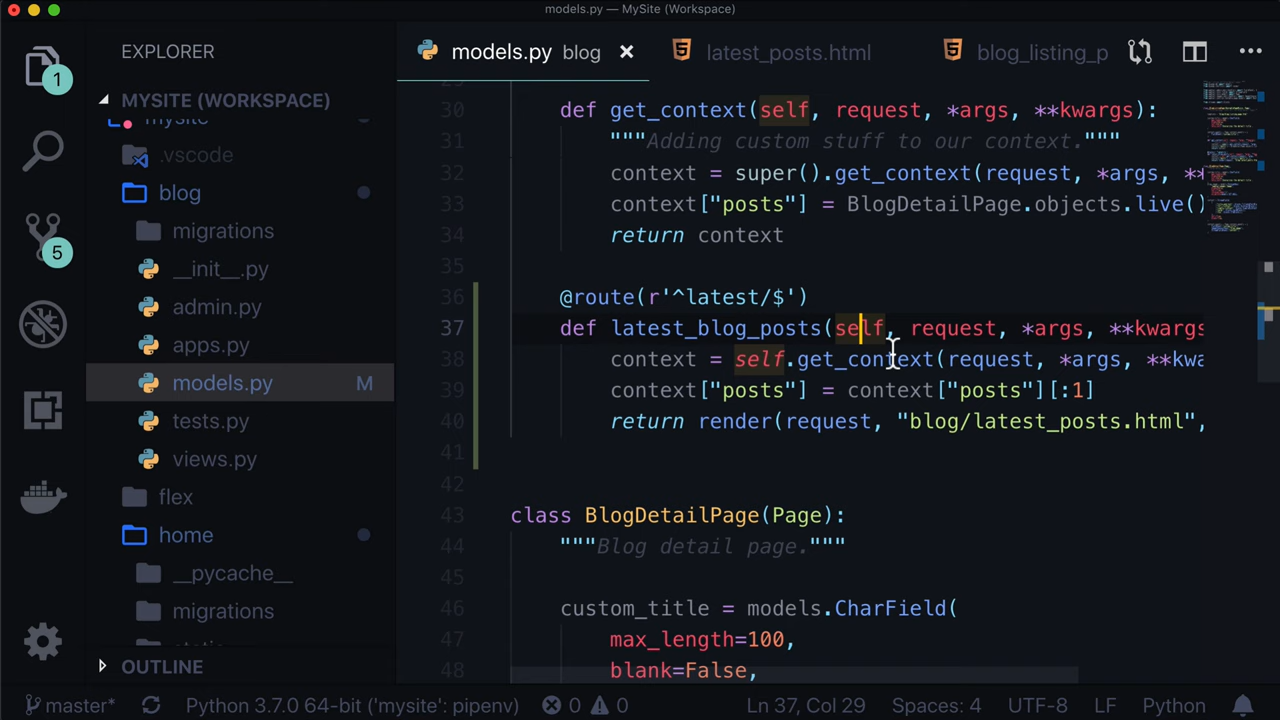 models.py — MySite (Workspace)
EXPLORER
models.py blog
latest_posts.html
blog_listing_p
1
MYSITE (WORKSPACE)
mysite
.vscode
blog
migrations
__init__.py
admin.py
apps.py
models.py M
tests.py
views.py
flex
home
__pycache__
migrations
OUTLINE
5
30 def get_context(self, request, *args, **kwargs):
31 """Adding custom stuff to our context."""
32 context = super().get_context(request, *args, **
33 context["posts"] = BlogDetailPage.objects.live()
34 return context
35
36 @route(r'^latest/$')
37 def latest_blog_posts(self, request, *args, **kwargs
38 context = self.get_context(request, *args, **kwa
39 context["posts"] = context["posts"][:1]
40 return render(request, "blog/latest_posts.html",
41
42
43 class BlogDetailPage(Page):
44 """Blog detail page."""
45
46 custom_title = models.CharField(
47 max_length=100,
48 blank=False,
master* Python 3.7.0 64-bit ('mysite': pipenv) 0 0 Ln 37, Col 29 Spaces: 4 UTF-8 LF Python